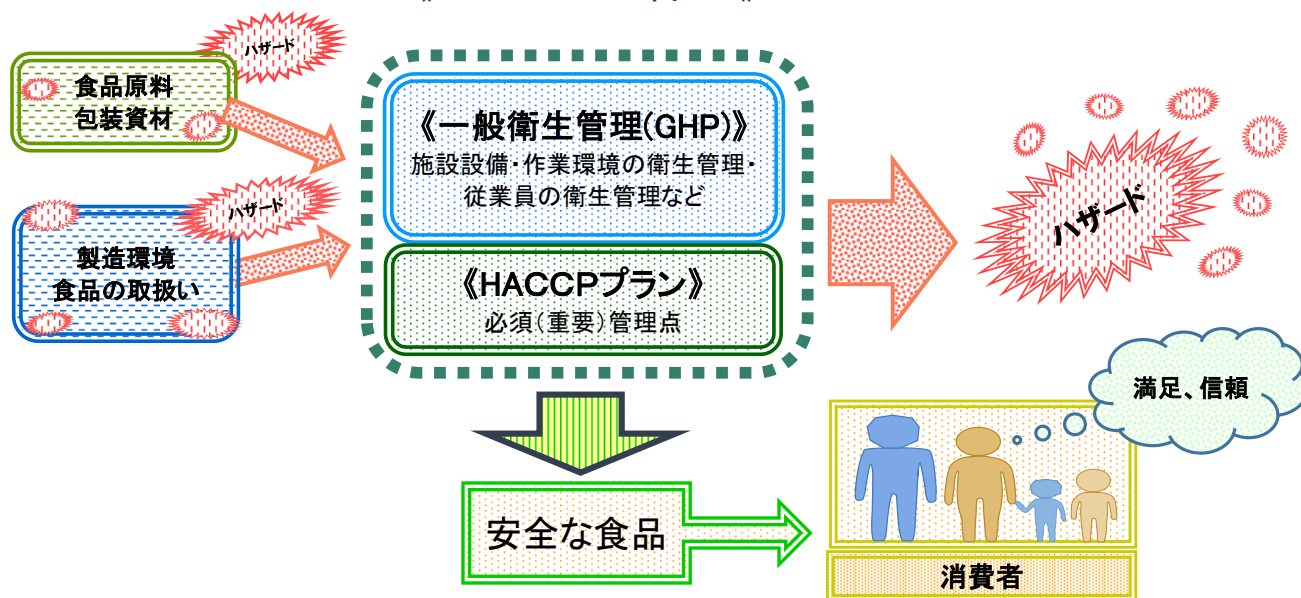 ハザード
食品原料
包装資材
ハザード
製造環境
食品の取扱い
《一般衛生管理(GHP)》
施設設備・作業環境の衛生管理・
従業員の衛生管理など
《HACCPプラン》
必須(重要)管理点
ハザード
安全な食品
満足、信頼
消費者